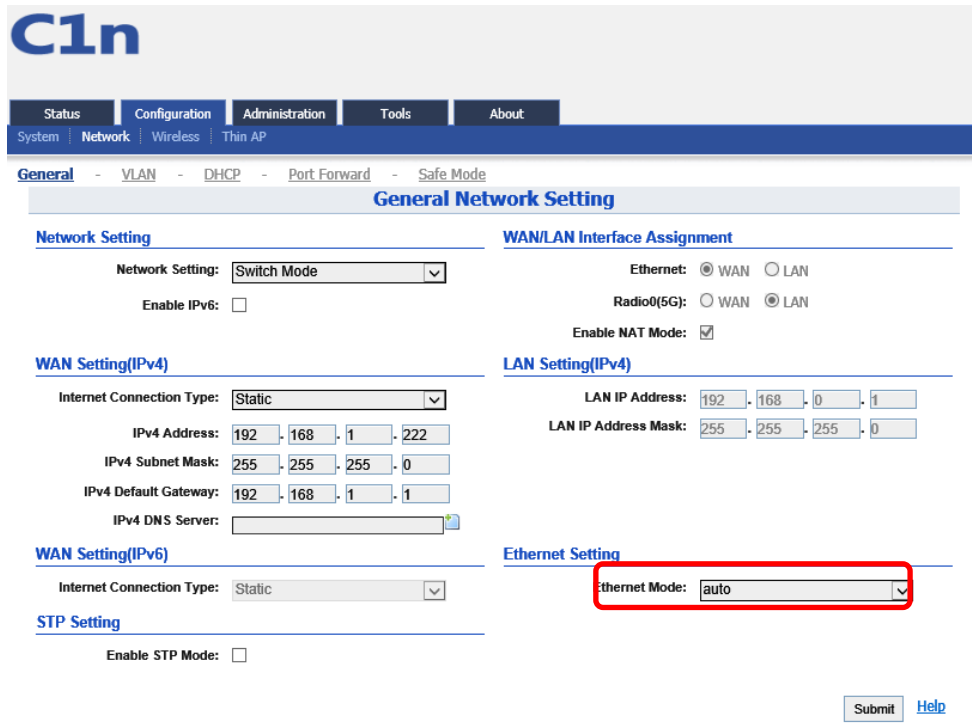 C1n
Status Configuration Administration Tools About
System Network Wireless Thin AP
General - VLAN - DHCP - Port Forward - Safe Mode
General Network Setting
Network Setting
Network Setting: Switch Mode
Enable IPv6:
WAN/LAN Interface Assignment
Ethernet: WAN LAN
Radio0(5G): WAN LAN
Enable NAT Mode:
WAN Setting(IPv4)
Internet Connection Type: Static
IPv4 Address: 192 . 168 . 1 . 222
IPv4 Subnet Mask: 255 . 255 . 255 . 0
IPv4 Default Gateway: 192 . 168 . 1 . 1
IPv4 DNS Server:
LAN Setting(IPv4)
LAN IP Address: 192 . 168 . 0 . 1
LAN IP Address Mask: 255 . 255 . 255 . 0
WAN Setting(IPv6)
Internet Connection Type: Static
Ethernet Setting
Ethernet Mode: auto
STP Setting
Enable STP Mode:
Submit Help